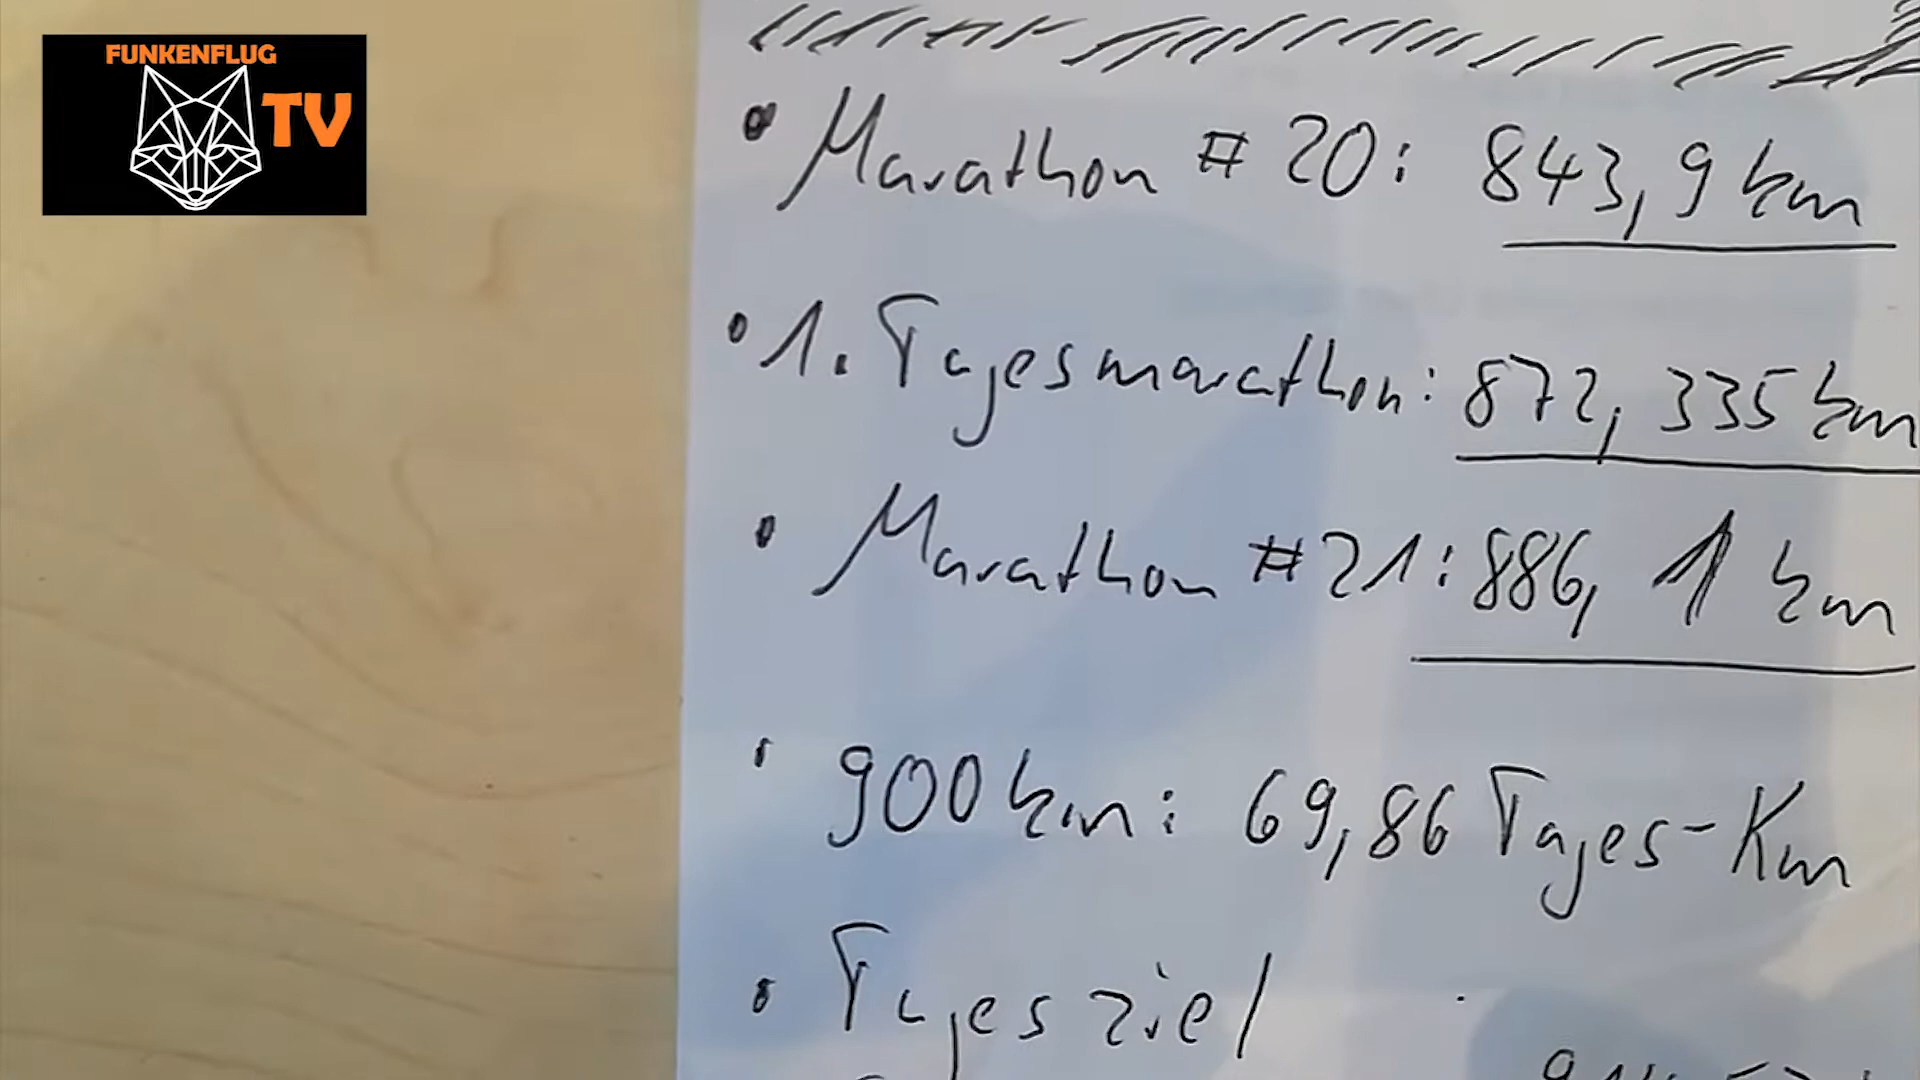 FUNKENFLUG
TV
• Marathon # 20: 843,9 km
• 1. Tagesmarathon: 872,335 km
• Marathon #21: 886, 1 km
• 900 km: 69,86 Tages-Km
• Tagesziel